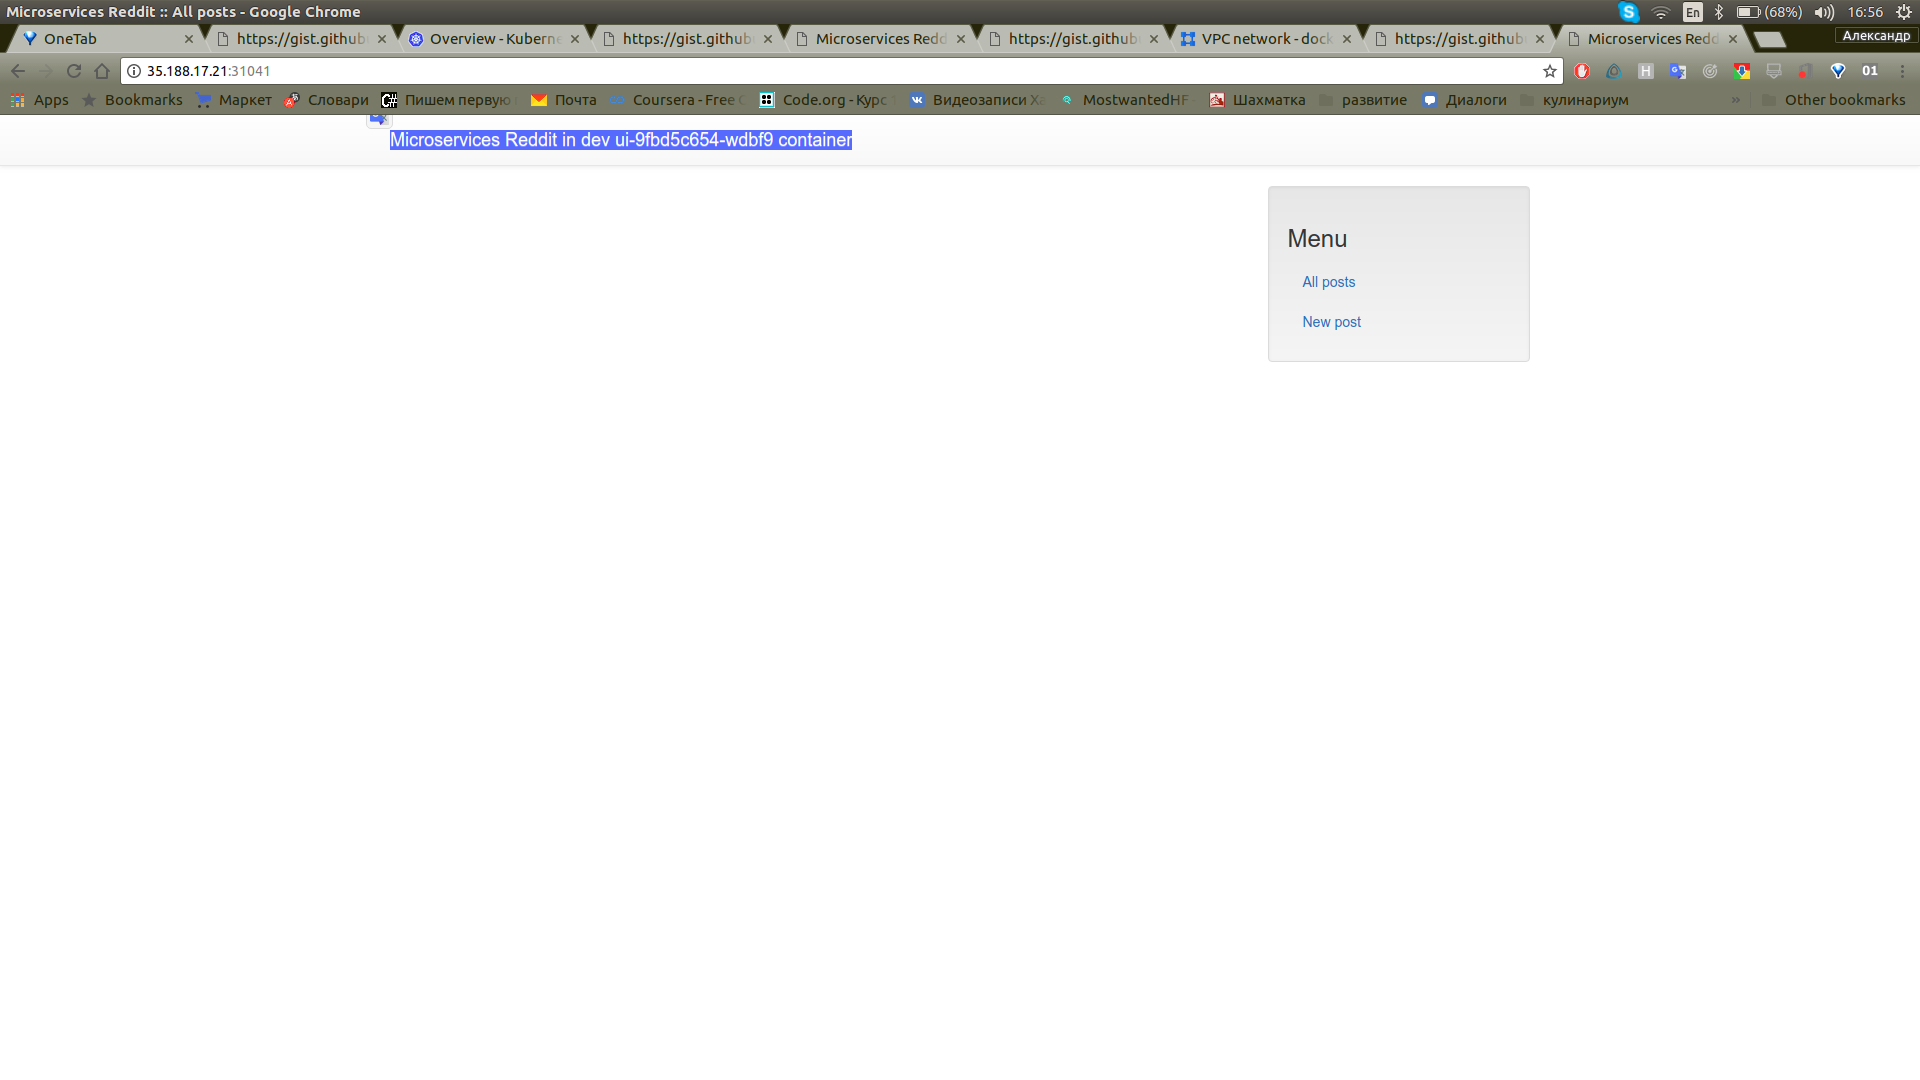 Microservices Reddit :: All posts - Google Chrome
En
(68%)
16:56
OneTab
https://gist.github
Overview - Kuberne
https://gist.github
Microservices Redd
https://gist.github
VPC network - dock
https://gist.github
Microservices Redd
Александр
35.188.17.21:31041
H
01
Apps
Bookmarks
Маркет
Словари
C#
Пишем первую
Почта
Coursera - Free
Code.org - Курс
Видеозаписи Ха
MostwantedHF
Шахматка
развитие
Диалоги
кулинариум
»
Other bookmarks
Microservices Reddit in dev ui-9fbd5c654-wdbf9 container
Menu
All posts
New post